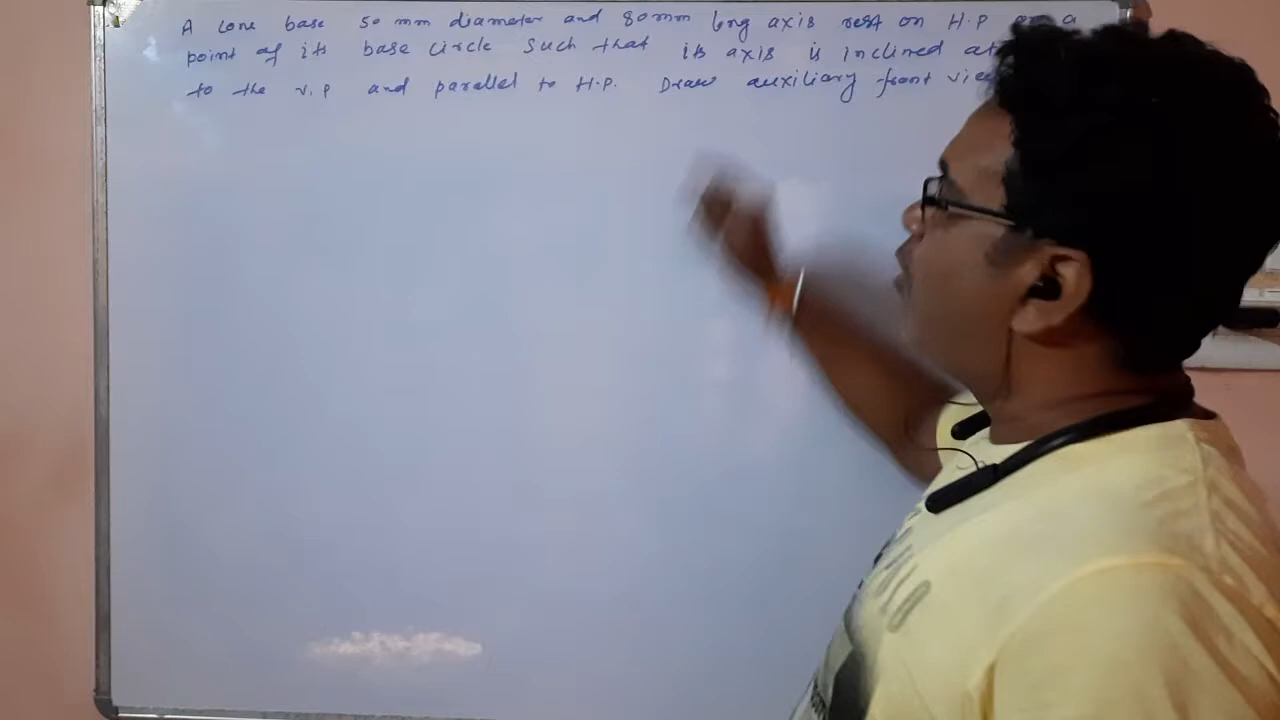 A cone base 50 mm diameter and 80mm long axis rest on H.P on a
point of its base circle such that its axis is inclined at
to the V.P and parallel to H.P. Draw auxiliary front